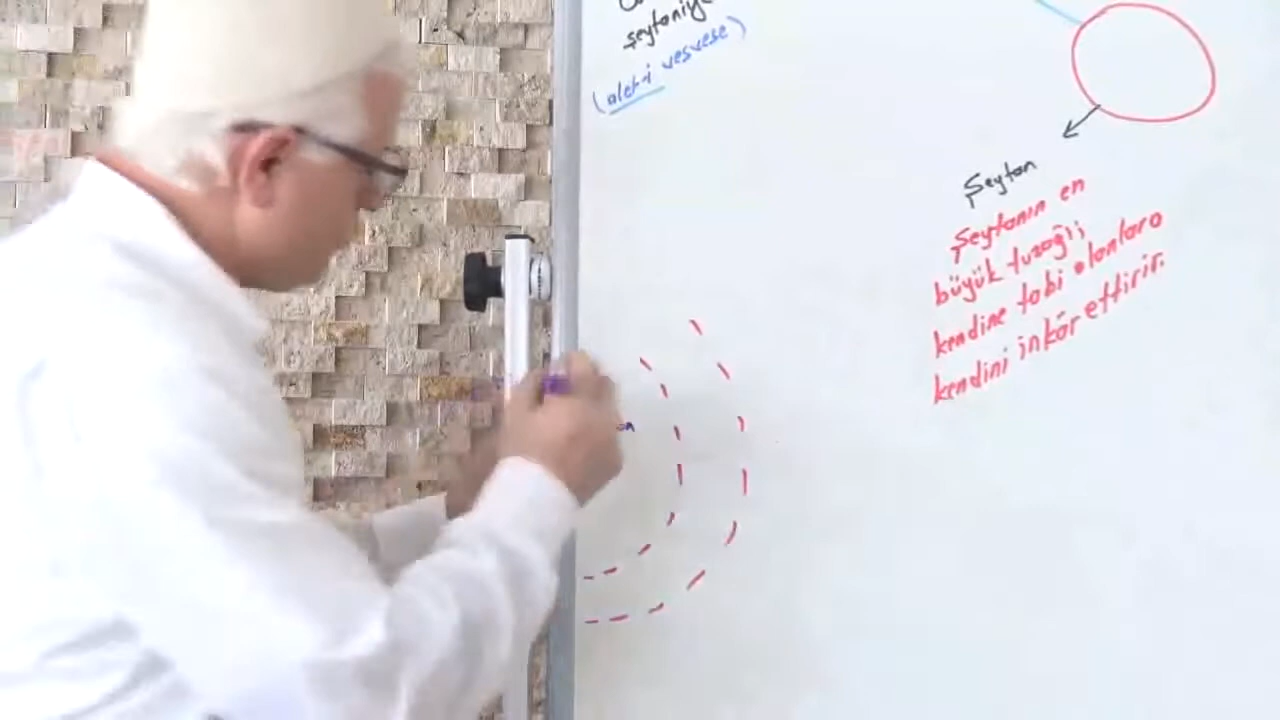 şeytaniye
(alet-i vesvese)
Şeytan
Şeytanın en
büyük tuzağı;
kendine tabi olanlara
kendini inkâr ettirir.